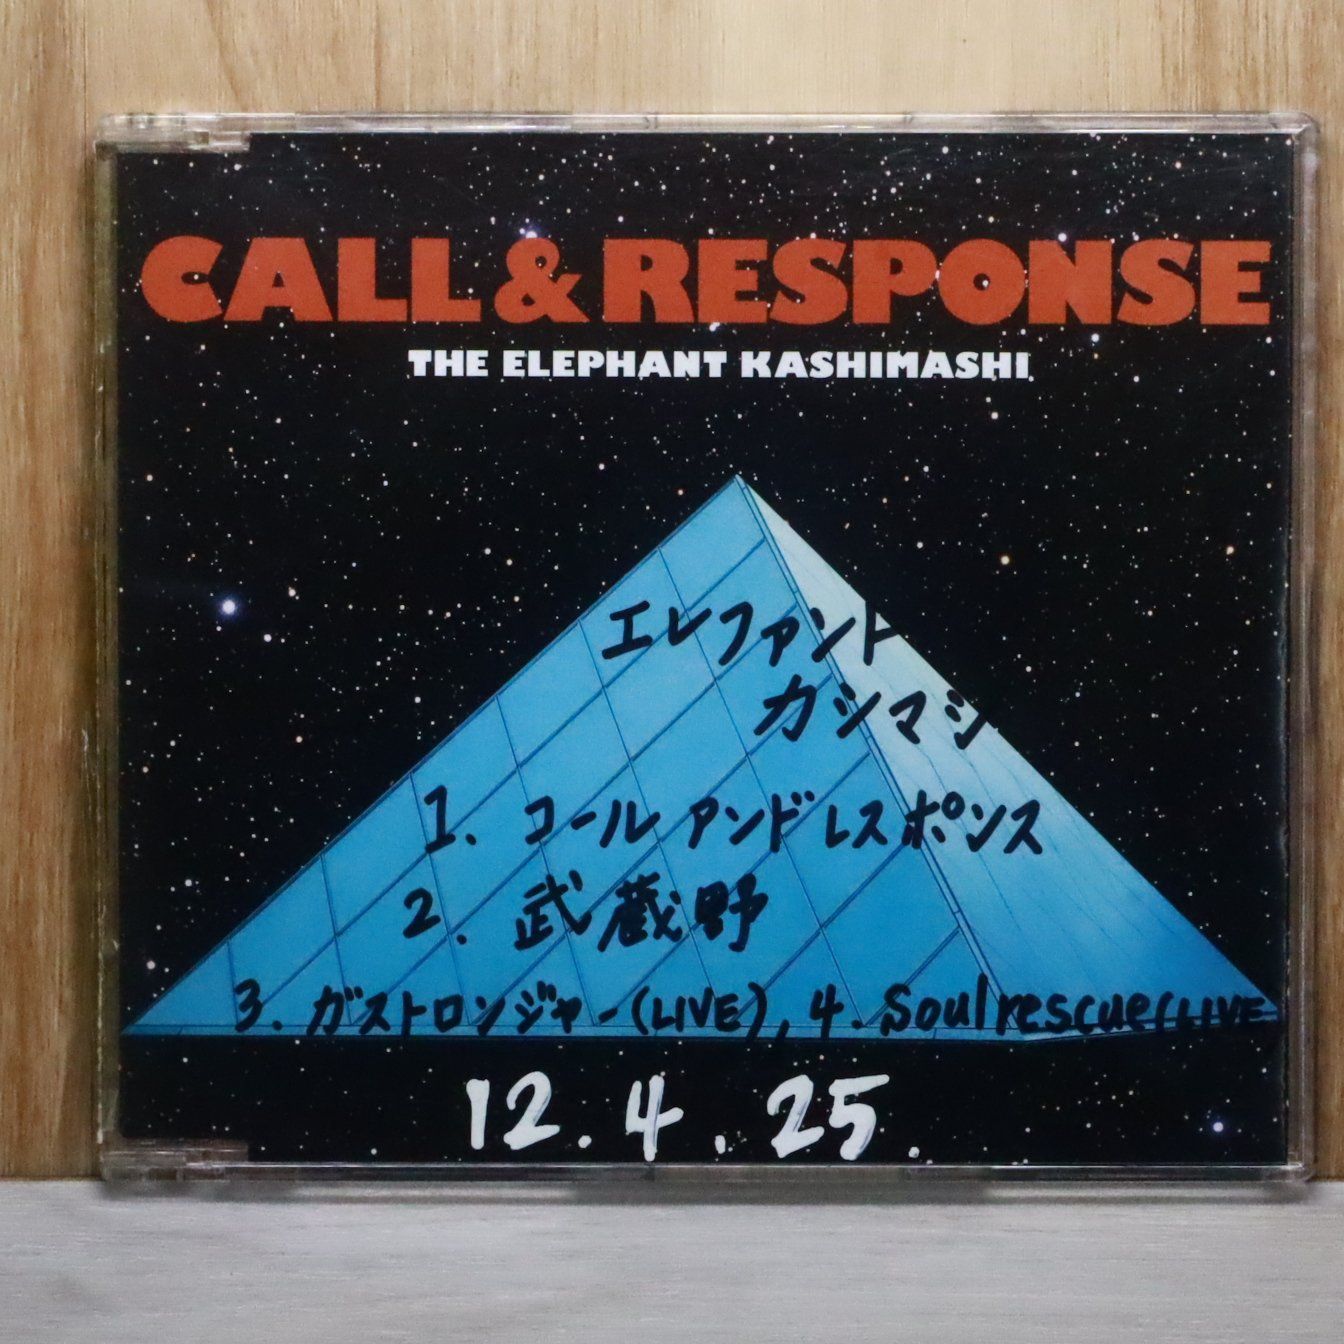 CALL & RESPONSE
THE ELEPHANT KASHIMASHI
エレファント
カシマシ
1. コール アンド レスポンス
2. 武蔵野
3. ガストロンジャー(LIVE), 4. Soulrescue(LIVE
12.4.25.